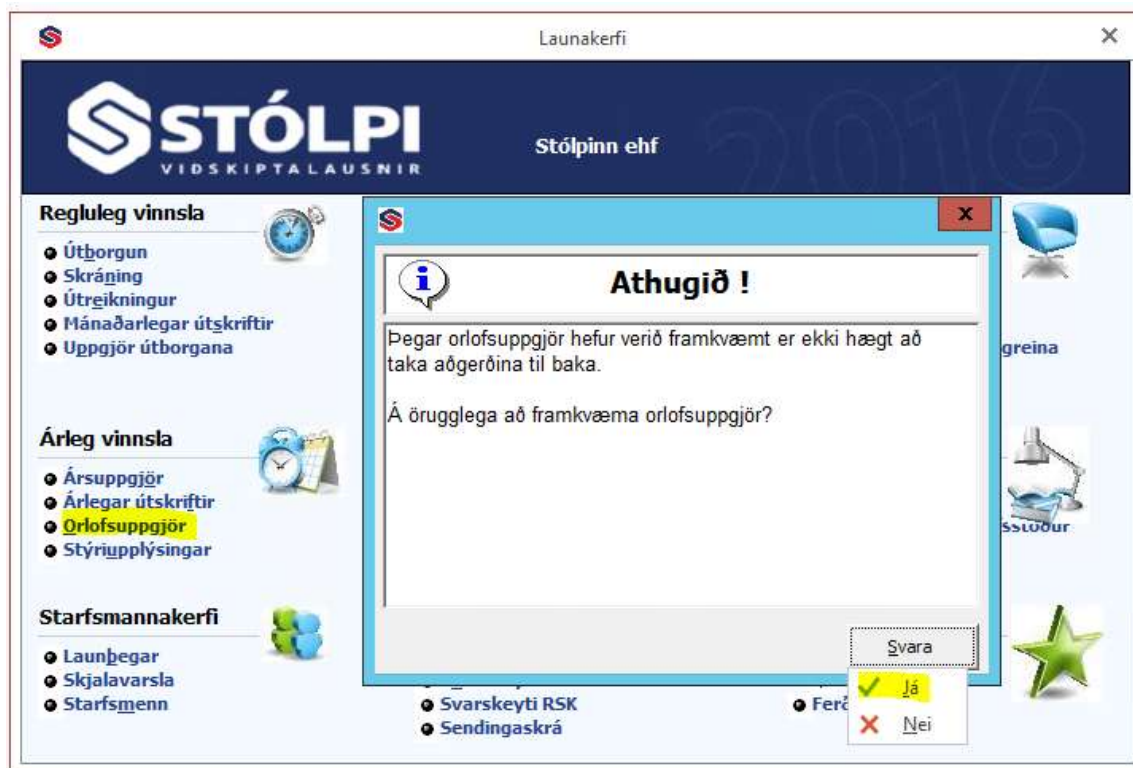 Launakerfi
STÓLPI
VIÐSKIPTALAUSNIR
Stólpinn ehf
2016
Regluleg vinnsla
Útborgun
Skráning
Útreikningur
Mánaðarlegar útskriftir
Uppgjör útborgana
Árleg vinnsla
Ársuppgjör
Árlegar útskriftir
Orlofsuppgjör
Stýriupplýsingar
Starfsmannakerfi
Launþegar
Skjalavarsla
Starfsmenn
Athugið !
Þegar orlofsuppgjör hefur verið framkvæmt er ekki hægt að
taka aðgerðina til baka.
Á örugglega að framkvæma orlofsuppgjör?
Svara
Já
Nei
greina
Svarskeyti RSK
Sendingaskrá